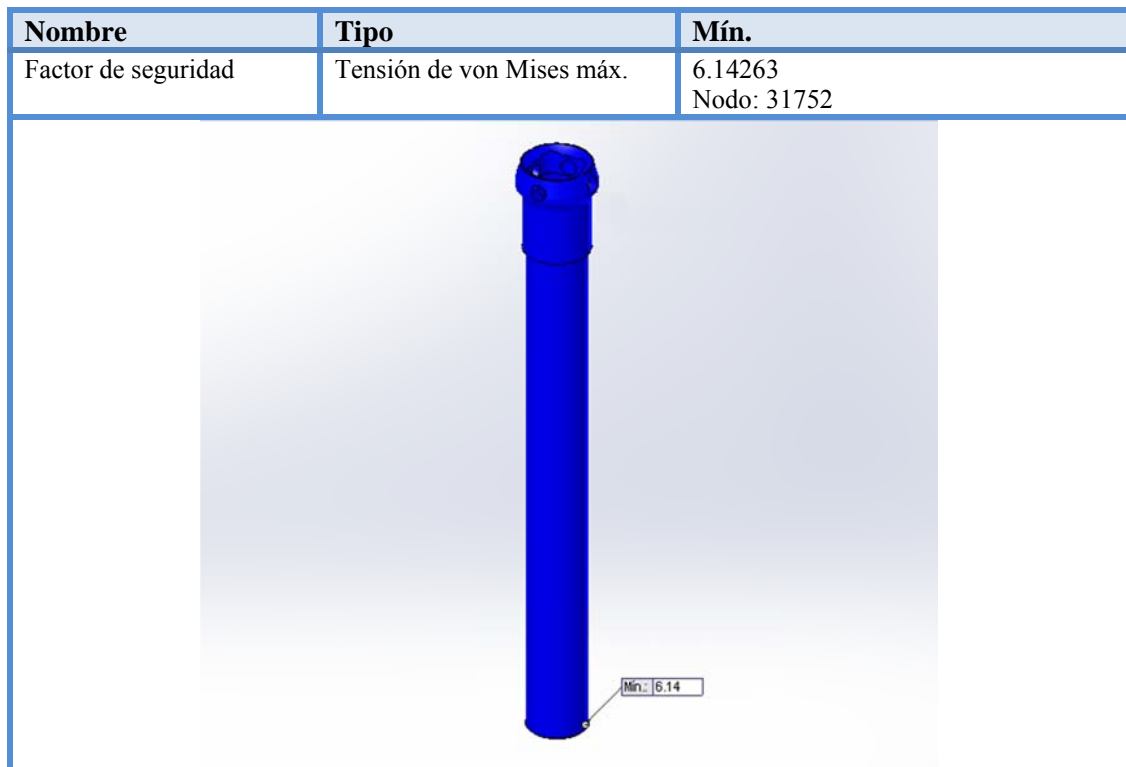 Nombre Tipo Mín.
Factor de seguridad Tensión de von Mises máx. 6.14263
Nodo: 31752
Mín.: 6.14